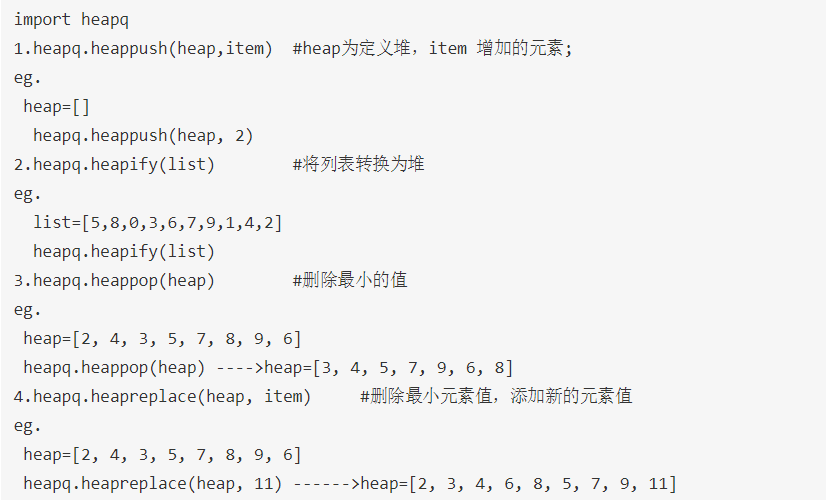 import heapq
1.heapq.heappush(heap,item)  #heap为定义堆，item 增加的元素;
eg.
 heap=[]
  heapq.heappush(heap, 2)
2.heapq.heapify(list)        #将列表转换为堆
eg.
  list=[5,8,0,3,6,7,9,1,4,2]
  heapq.heapify(list)
3.heapq.heappop(heap)        #删除最小的值
eg.
 heap=[2, 4, 3, 5, 7, 8, 9, 6]
 heapq.heappop(heap) ---->heap=[3, 4, 5, 7, 9, 6, 8]
4.heapq.heapreplace(heap, item)     #删除最小元素值，添加新的元素值
eg.
 heap=[2, 4, 3, 5, 7, 8, 9, 6]
 heapq.heapreplace(heap, 11) ------>heap=[2, 3, 4, 6, 8, 5, 7, 9, 11]